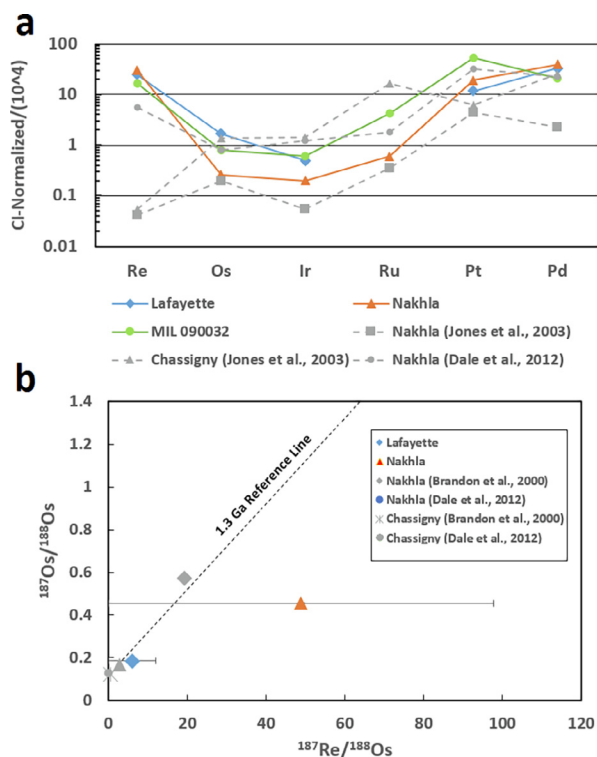 a
CI-Normalized/(10^4)
100
10
1
0.1
0.01
Re Os Ir Ru Pt Pd
Lafayette Nakhla
MIL 090032 Nakhla (Jones et al., 2003)
Chassigny (Jones et al., 2003) Nakhla (Dale et al., 2012)
b
187Os/188Os
1.4
1.2
1
0.8
0.6
0.4
0.2
0
1.3 Ga Reference Line
Lafayette
Nakhla
Nakhla (Brandon et al., 2000)
Nakhla (Dale et al., 2012)
Chassigny (Brandon et al., 2000)
Chassigny (Dale et al., 2012)
0 20 40 60 80 100 120
187Re/188Os